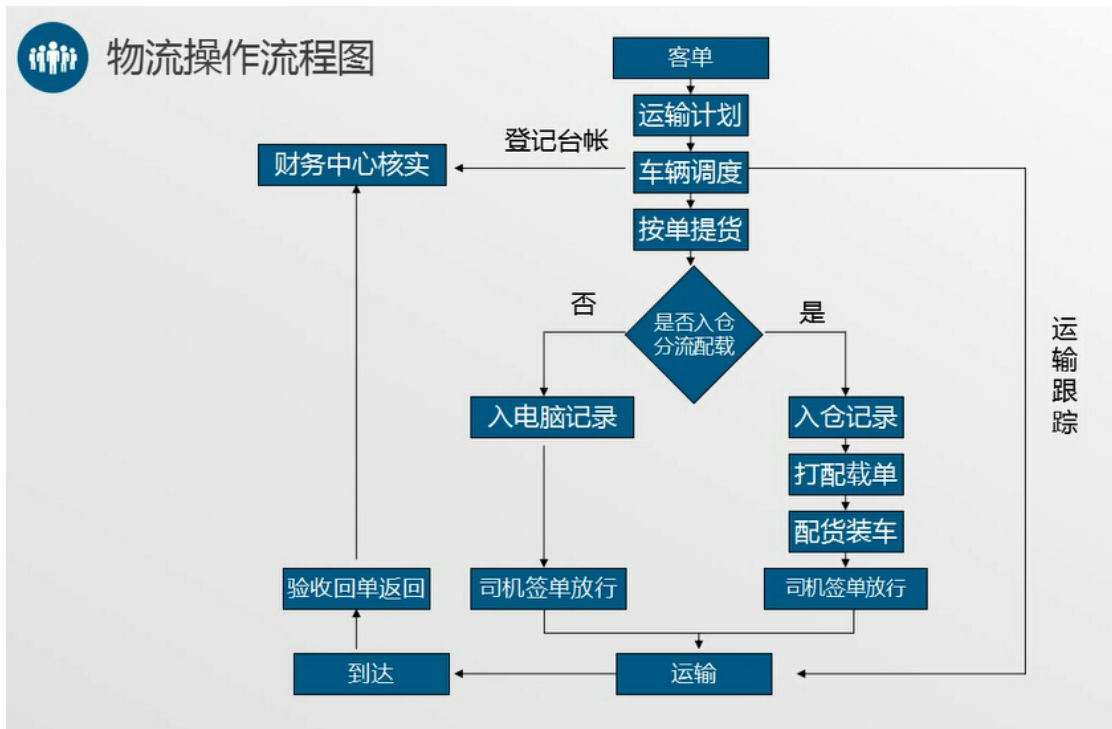 物流操作流程图
客单
运输计划
登记台帐
财务中心核实
车辆调度
按单提货
否
是否入仓
分流配载
是
运输跟踪
入电脑记录
入仓记录
打配载单
配货装车
验收回单返回
司机签单放行
司机签单放行
到达
运输